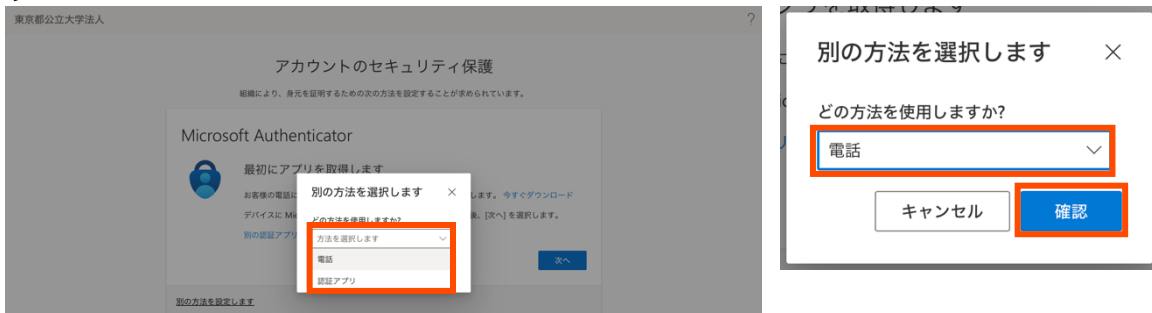 東京都公立大学法人
?
アカウントのセキュリティ保護
組織により、身元を証明するための次の方法を設定することが求められています。
Microsoft Authenticator
最初にアプリを取得します
お客様の電話に
します。今すぐダウンロード
デバイスに Mi
後、[次へ] を選択します。
別の認証アプリ
別の方法を選択します
どの方法を使用しますか?
方法を選択します
電話
認証アプリ
次へ
別の方法を設定します
別の方法を選択します
どの方法を使用しますか?
電話
キャンセル
確認